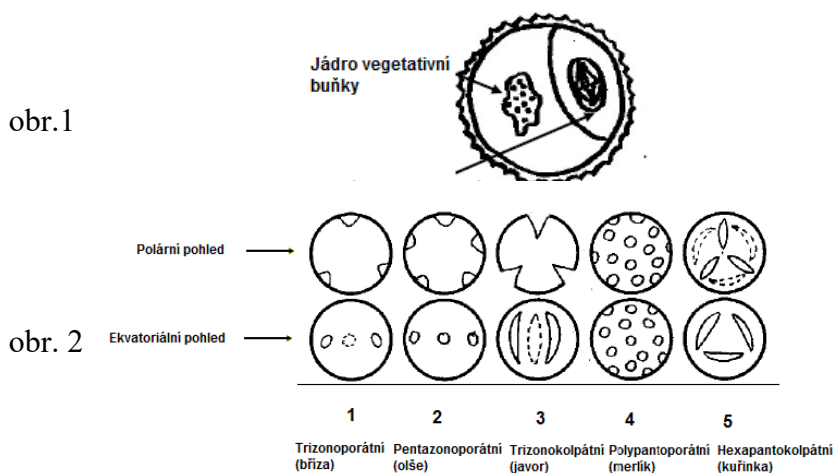 Jádro vegetativní
buňky
obr.1
Polární pohled
obr. 2
Ekvatoriální pohled
1 2 3 4 5
Trizonoporátní Pentazonoporátní Trizonokolpátní Polypantoporátní Hexapantokolpátní
(bříza) (olše) (javor) (merlík) (kuřinka)